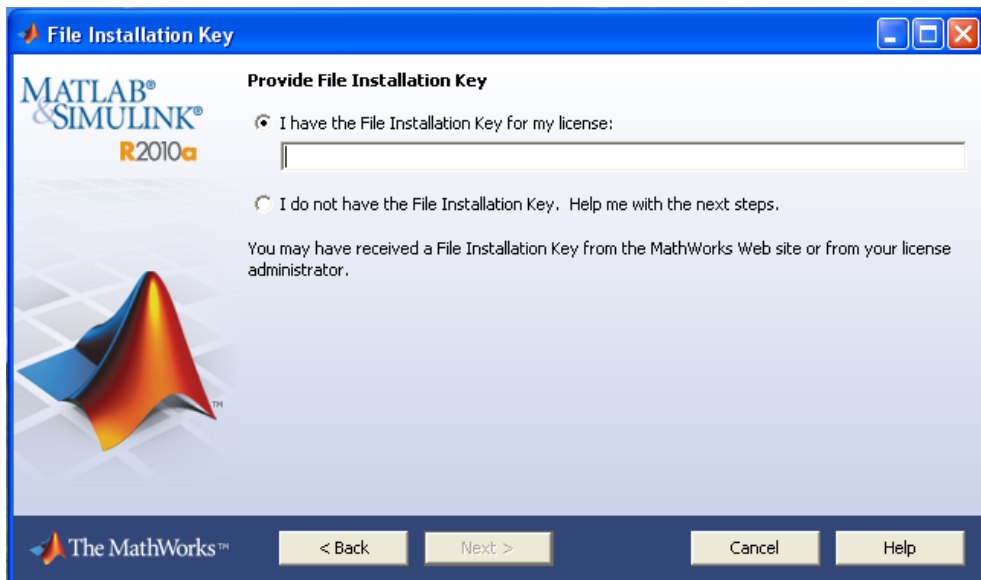 File Installation Key
MATLAB®
&SIMULINK®
R2010a
Provide File Installation Key
I have the File Installation Key for my license:
I do not have the File Installation Key. Help me with the next steps.
You may have received a File Installation Key from the MathWorks Web site or from your license
administrator.
TM
The MathWorks™
< Back
Next >
Cancel
Help